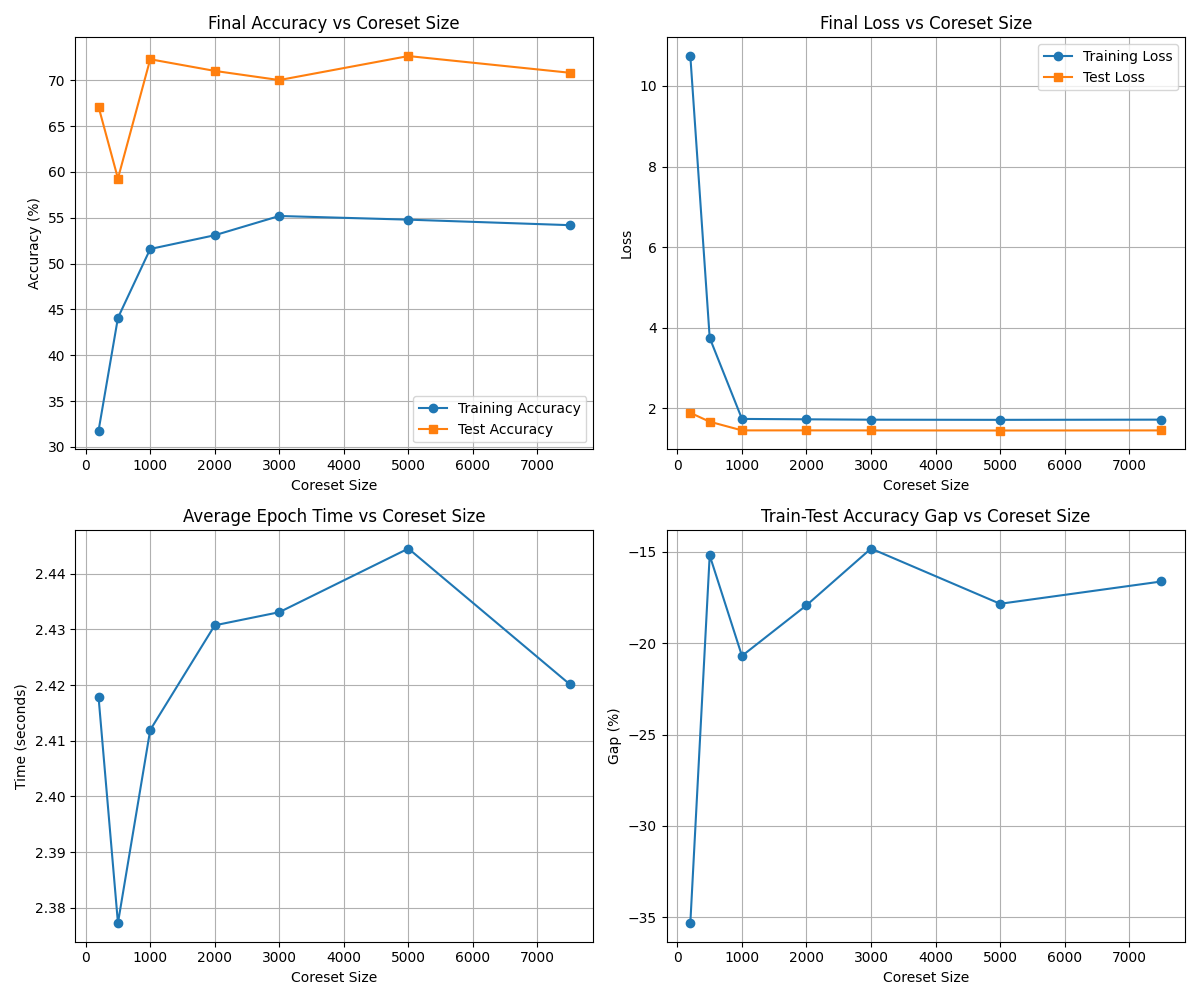 Final Accuracy vs Coreset Size
Accuracy (%)
70
65
60
55
50
45
40
35
30
Training Accuracy
Test Accuracy
0 1000 2000 3000 4000 5000 6000 7000
Coreset Size
Final Loss vs Coreset Size
Loss
10
8
6
4
2
Training Loss
Test Loss
0 1000 2000 3000 4000 5000 6000 7000
Coreset Size
Average Epoch Time vs Coreset Size
Time (seconds)
2.44
2.43
2.42
2.41
2.40
2.39
2.38
0 1000 2000 3000 4000 5000 6000 7000
Coreset Size
Train-Test Accuracy Gap vs Coreset Size
Gap (%)
−15
−20
−25
−30
−35
0 1000 2000 3000 4000 5000 6000 7000
Coreset Size